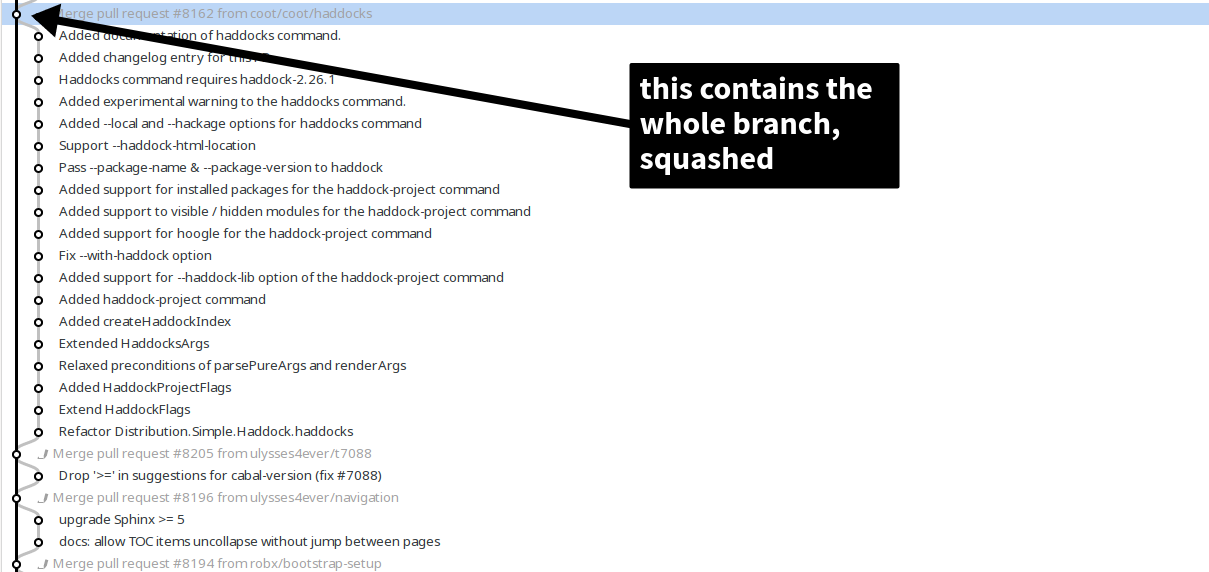 erge pull request #8162 from coot/coot/haddocks
Added documentation of haddocks command.
Added changelog entry for this
Haddocks command requires haddock-2.26.1
Added experimental warning to the haddocks command.
Added --local and --hackage options for haddocks command
Support --haddock-html-location
Pass --package-name & --package-version to haddock
Added support for installed packages for the haddock-project command
Added support to visible / hidden modules for the haddock-project command
Added support for hoogle for the haddock-project command
Fix --with-haddock option
Added support for --haddock-lib option of the haddock-project command
Added haddock-project command
Added createHaddockIndex
Extended HaddocksArgs
Relaxed preconditions of parsePureArgs and renderArgs
Added HaddockProjectFlags
Extend HaddockFlags
Refactor Distribution.Simple.Haddock.haddocks
Merge pull request #8205 from ulysses4ever/t7088
Drop '>=' in suggestions for cabal-version (fix #7088)
Merge pull request #8196 from ulysses4ever/navigation
upgrade Sphinx >= 5
docs: allow TOC items uncollapse without jump between pages
Merge pull request #8194 from robx/bootstrap-setup
this contains the
whole branch,
squashed